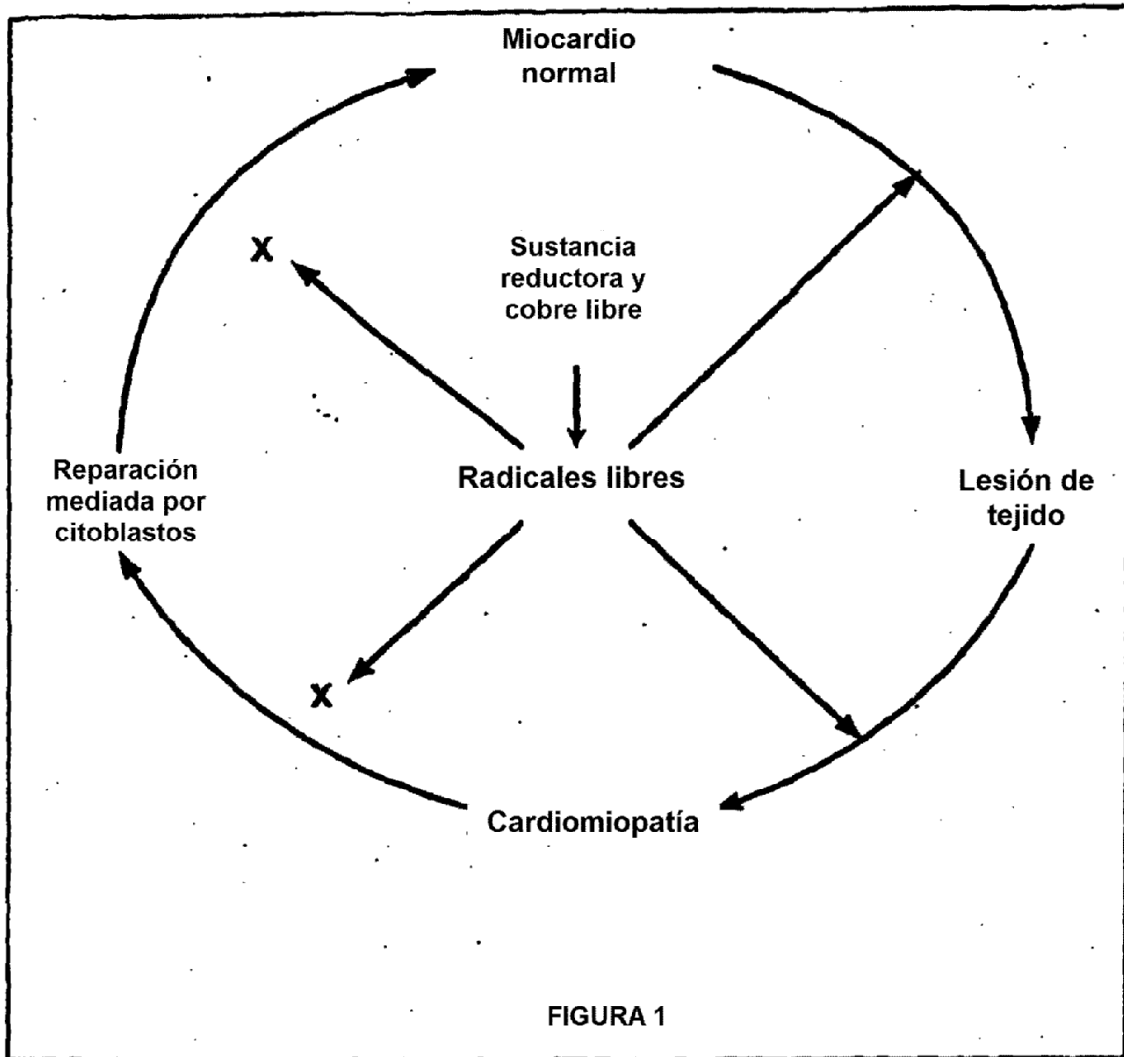 Miocardio
normal
X
Sustancia
reductora y
cobre libre
Reparación
mediada por
citoblastos
Radicales libres
Lesión de
tejido
X
Cardiomiopatía
FIGURA 1